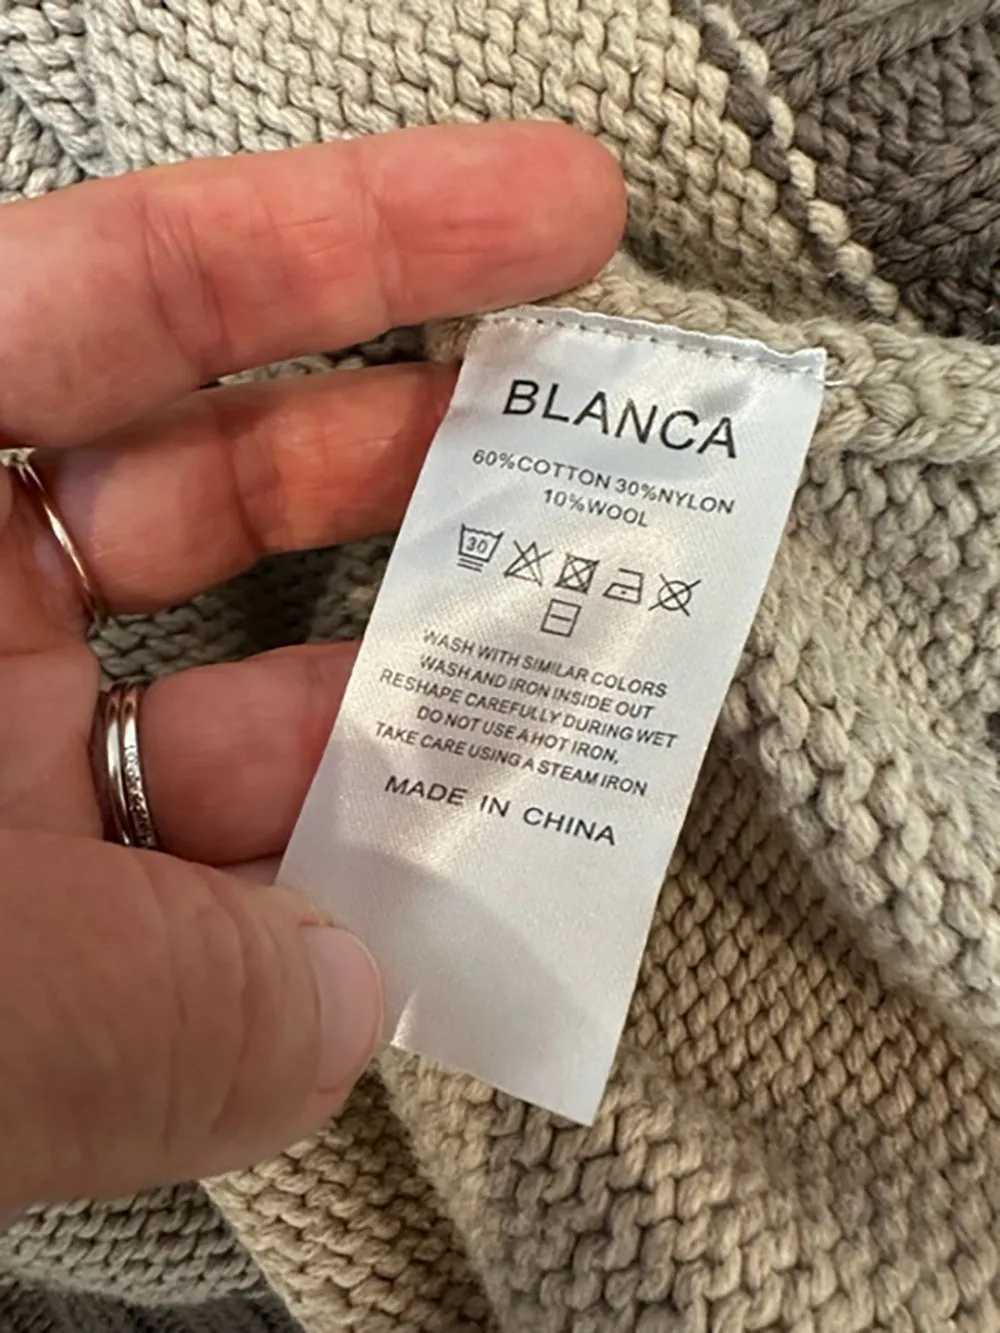 BLANCA
60%COTTON 30%NYLON
10%WOOL
30
WASH WITH SIMILAR COLORS
WASH AND IRON INSIDE OUT
RESHAPE CAREFULLY DURING WET
DO NOT USE A HOT IRON,
TAKE CARE USING A STEAM IRON
MADE IN CHINA